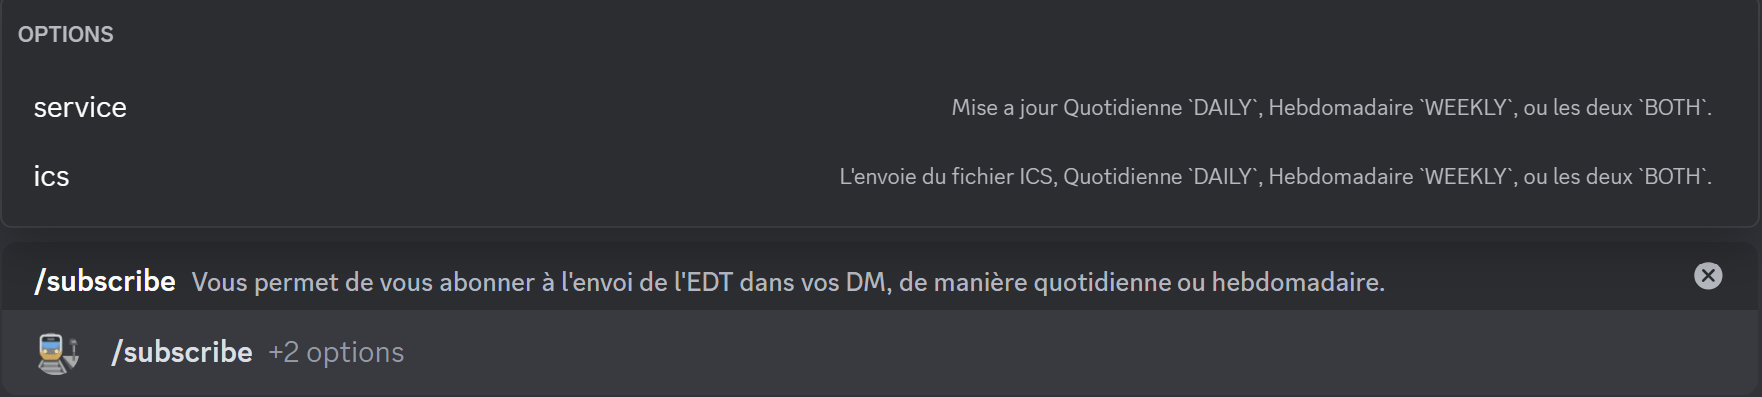 OPTIONS
service Mise a jour Quotidienne `DAILY`, Hebdomadaire `WEEKLY`, ou les deux `BOTH`.
ics L'envoie du fichier ICS, Quotidienne `DAILY`, Hebdomadaire `WEEKLY`, ou les deux `BOTH`.
/subscribe Vous permet de vous abonner à l'envoi de l'EDT dans vos DM, de manière quotidienne ou hebdomadaire.
/subscribe +2 options